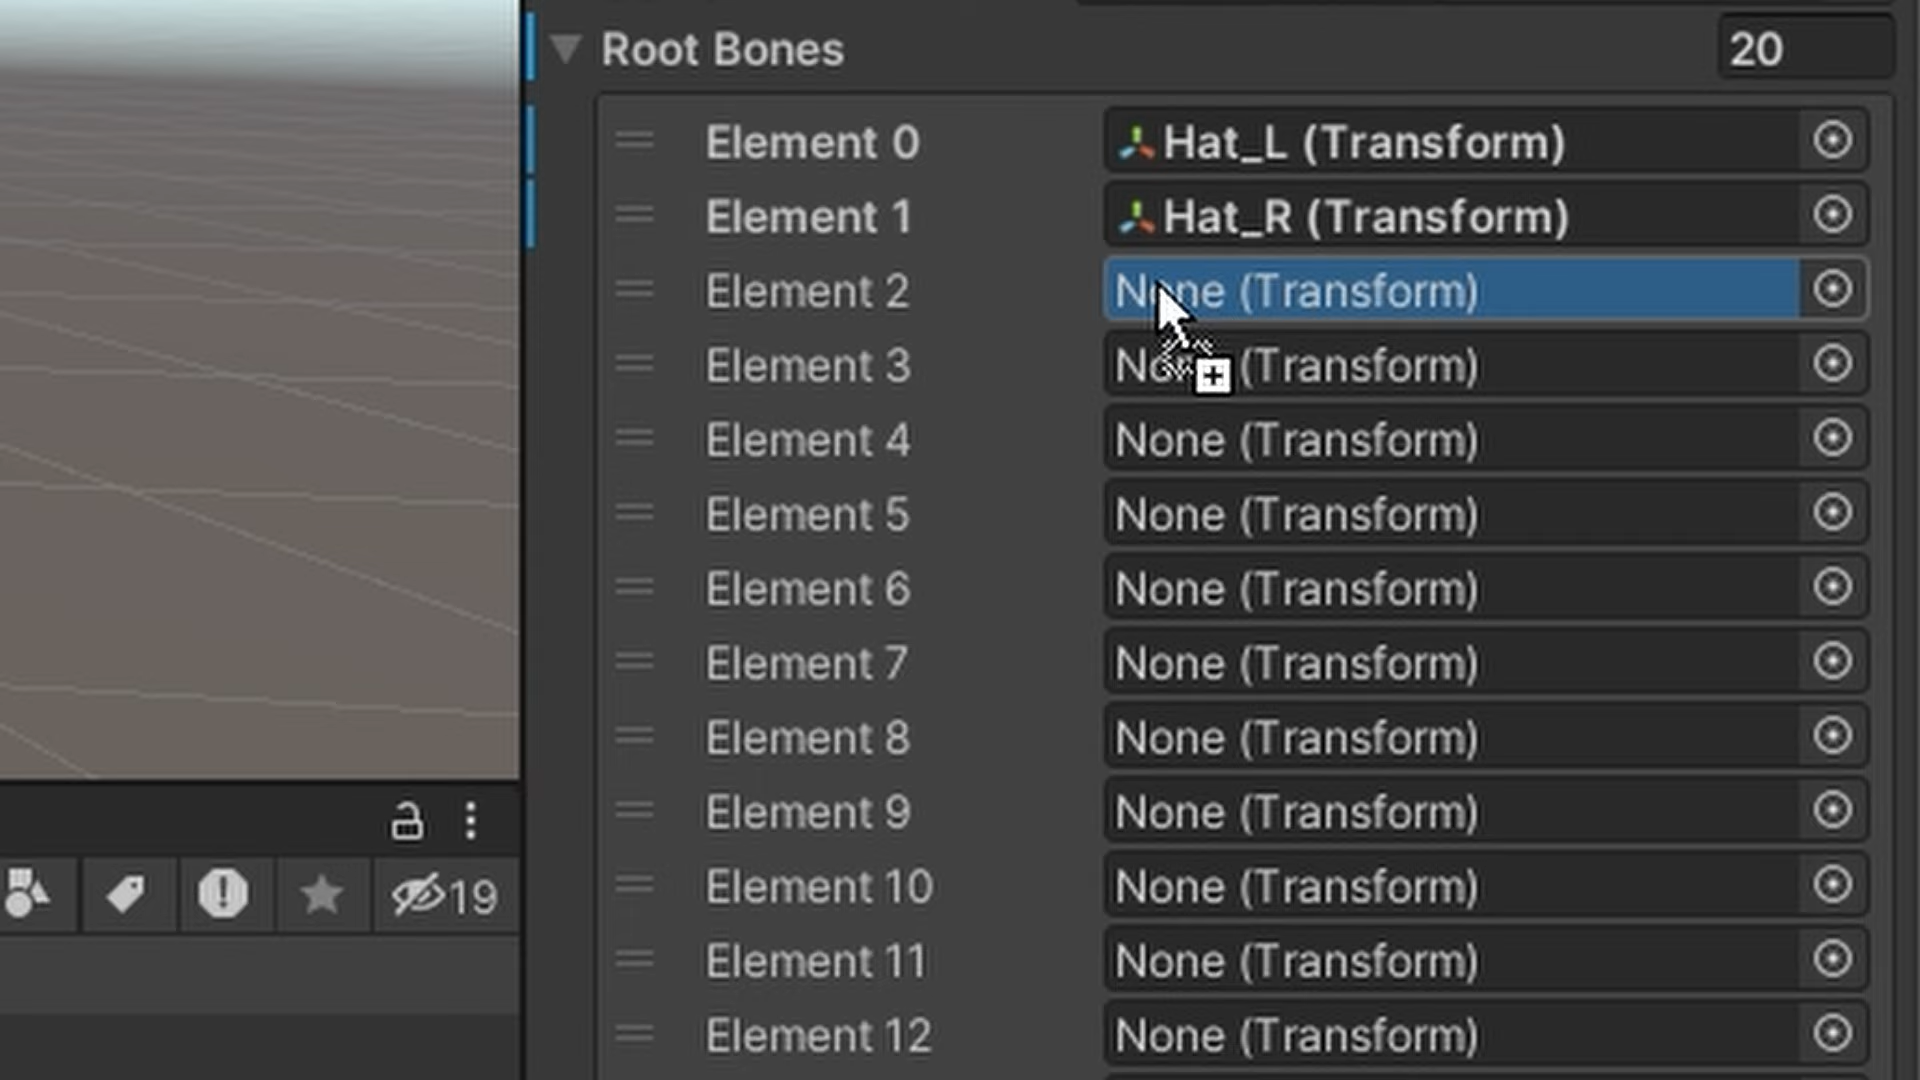 Root Bones 20
Element 0 Hat_L (Transform)
Element 1 Hat_R (Transform)
Element 2 None (Transform)
Element 3 None (Transform)
Element 4 None (Transform)
Element 5 None (Transform)
Element 6 None (Transform)
Element 7 None (Transform)
Element 8 None (Transform)
Element 9 None (Transform)
Element 10 None (Transform)
Element 11 None (Transform)
Element 12 None (Transform)
19